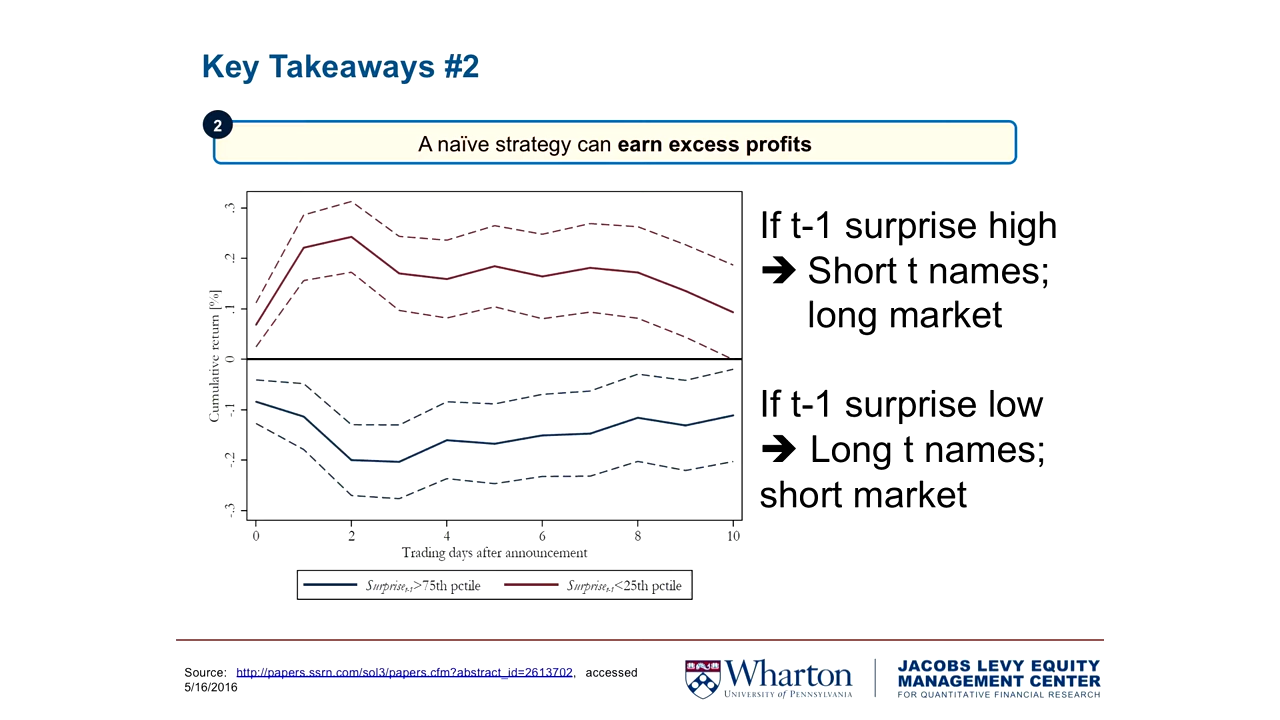 Key Takeaways #2
2
A naïve strategy can earn excess profits
.3
.2
.1
0
-.1
-.2
-.3
Cumulative return [%]
0 2 4 6 8 10
Trading days after announcement
Surpriseₜ₋₁>75th pctile Surpriseₜ₋₁<25th pctile
If t-1 surprise high
➔ Short t names;
long market
If t-1 surprise low
➔ Long t names;
short market
Source: http://papers.ssrn.com/sol3/papers.cfm?abstract_id=2613702, accessed
5/16/2016
Wharton
UNIVERSITY of PENNSYLVANIA
JACOBS LEVY EQUITY
MANAGEMENT CENTER
FOR QUANTITATIVE FINANCIAL RESEARCH